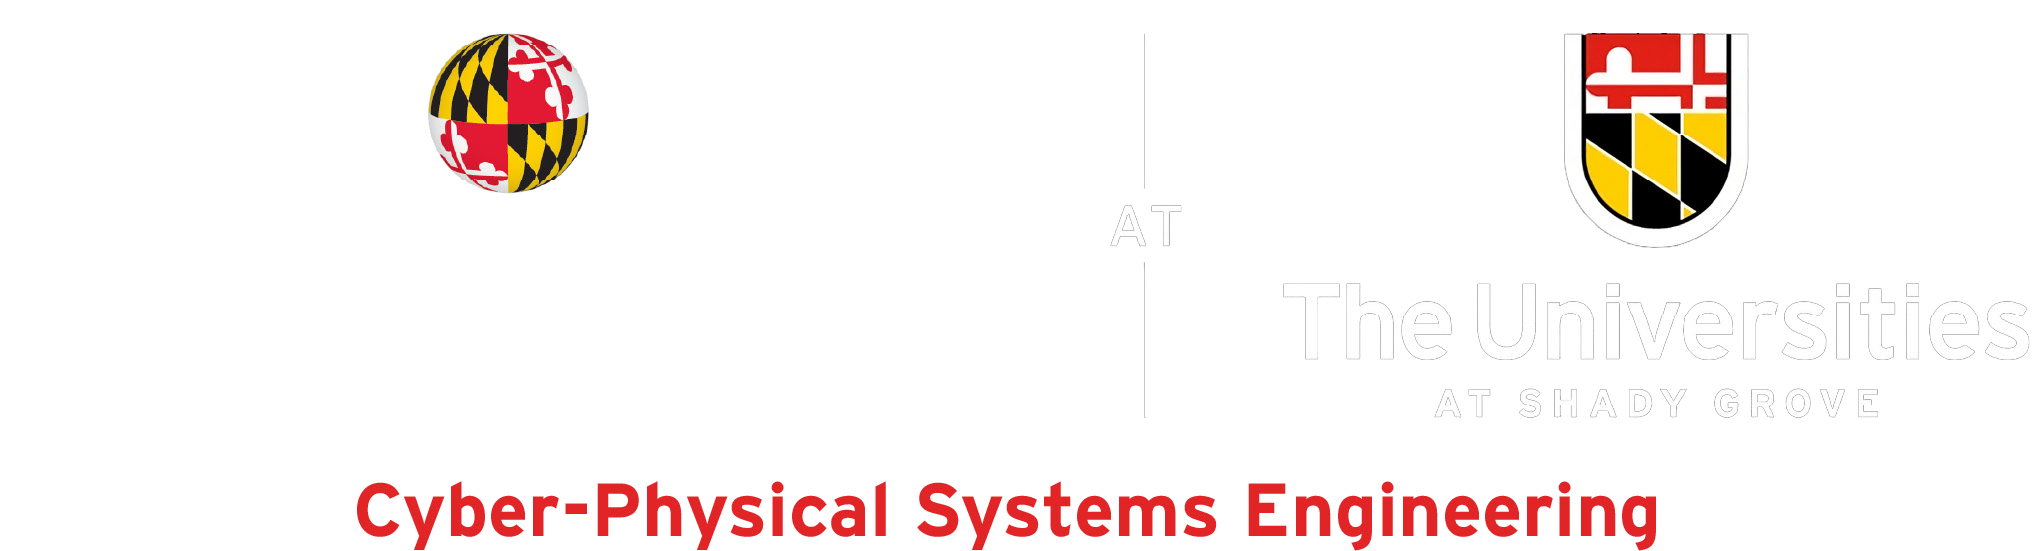 AT
The Universities
AT SHADY GROVE
Cyber-Physical Systems Engineering